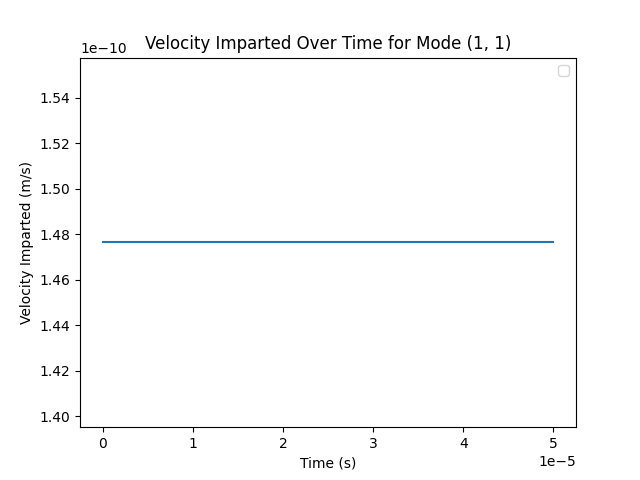 Velocity Imparted Over Time for Mode (1, 1)
1e−10
1.54
1.52
1.50
1.48
1.46
1.44
1.42
1.40
Velocity Imparted (m/s)
0 1 2 3 4 5
1e−5
Time (s)